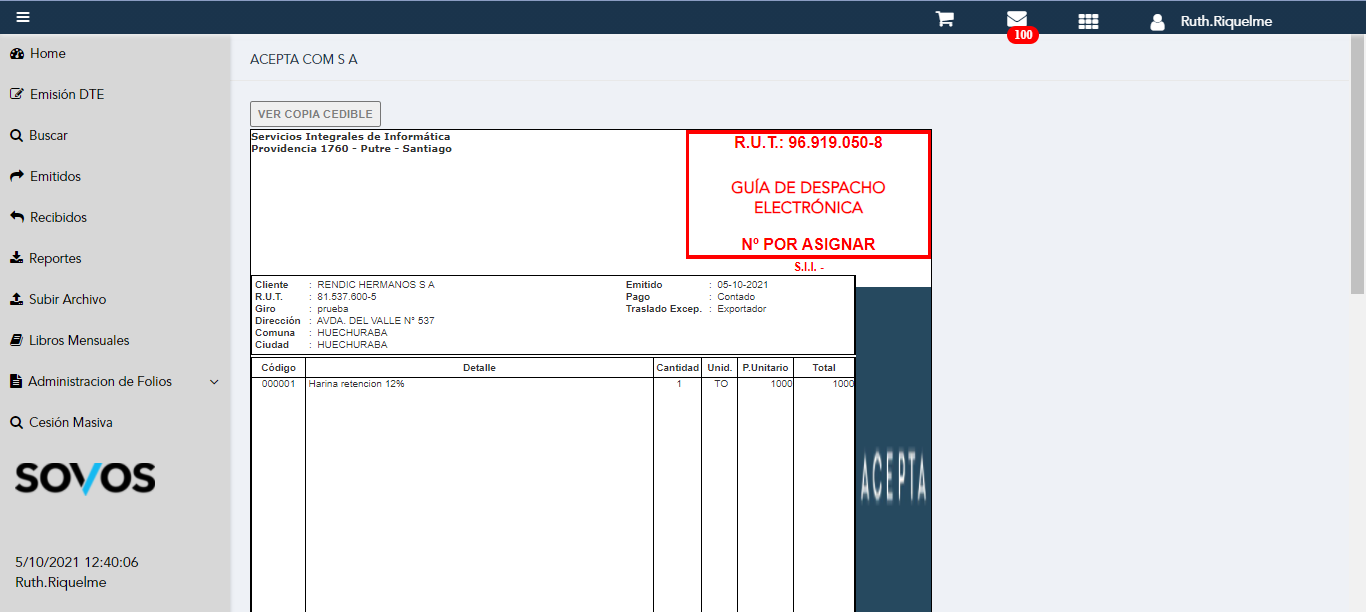 Ruth.Riquelme
100
Home
Emisión DTE
Buscar
Emitidos
Recibidos
Reportes
Subir Archivo
Libros Mensuales
Administracion de Folios
Cesión Masiva
SOVOS
5/10/2021 12:40:06
Ruth.Riquelme
ACEPTA COM S A
VER COPIA CEDIBLE
Servicios Integrales de Informática
Providencia 1760 - Putre - Santiago
R.U.T.: 96.919.050-8
GUÍA DE DESPACHO
ELECTRÓNICA
Nº POR ASIGNAR
S.I.I. -
Cliente : RENDIC HERMANOS S A Emitido : 05-10-2021
R.U.T. : 81.537.600-5 Pago : Contado
Giro : prueba Traslado Excep. : Exportador
Dirección : AVDA. DEL VALLE N° 537
Comuna : HUECHURABA
Ciudad : HUECHURABA
Código Detalle Cantidad Unid. P.Unitario Total
000001 Harina retencion 12% 1 TO 1000 1000
ACEPTA